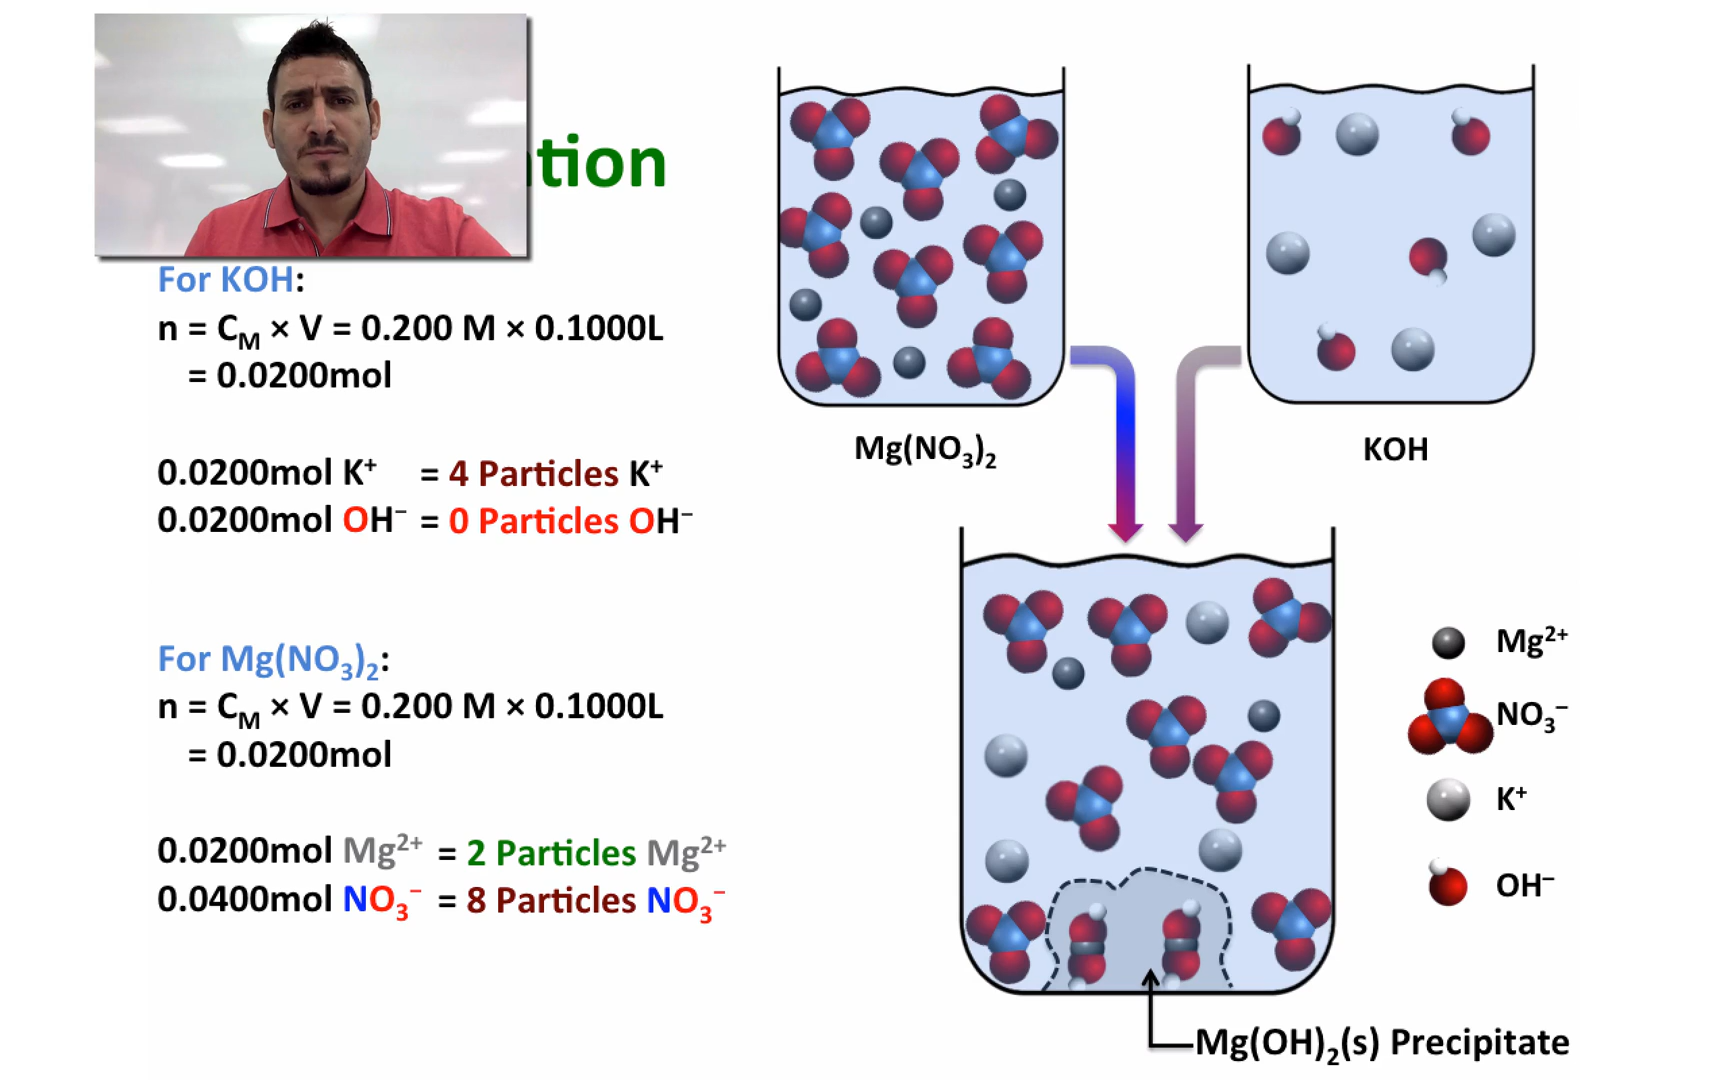 tion
For KOH:
n = C_M × V = 0.200 M × 0.1000L
= 0.0200mol
0.0200mol K⁺ = 4 Particles K⁺
0.0200mol OH⁻ = 0 Particles OH⁻
For Mg(NO₃)₂:
n = C_M × V = 0.200 M × 0.1000L
= 0.0200mol
0.0200mol Mg²⁺ = 2 Particles Mg²⁺
0.0400mol NO₃⁻ = 8 Particles NO₃⁻
Mg(NO₃)₂
KOH
Mg²⁺
NO₃⁻
K⁺
OH⁻
Mg(OH)₂(s) Precipitate